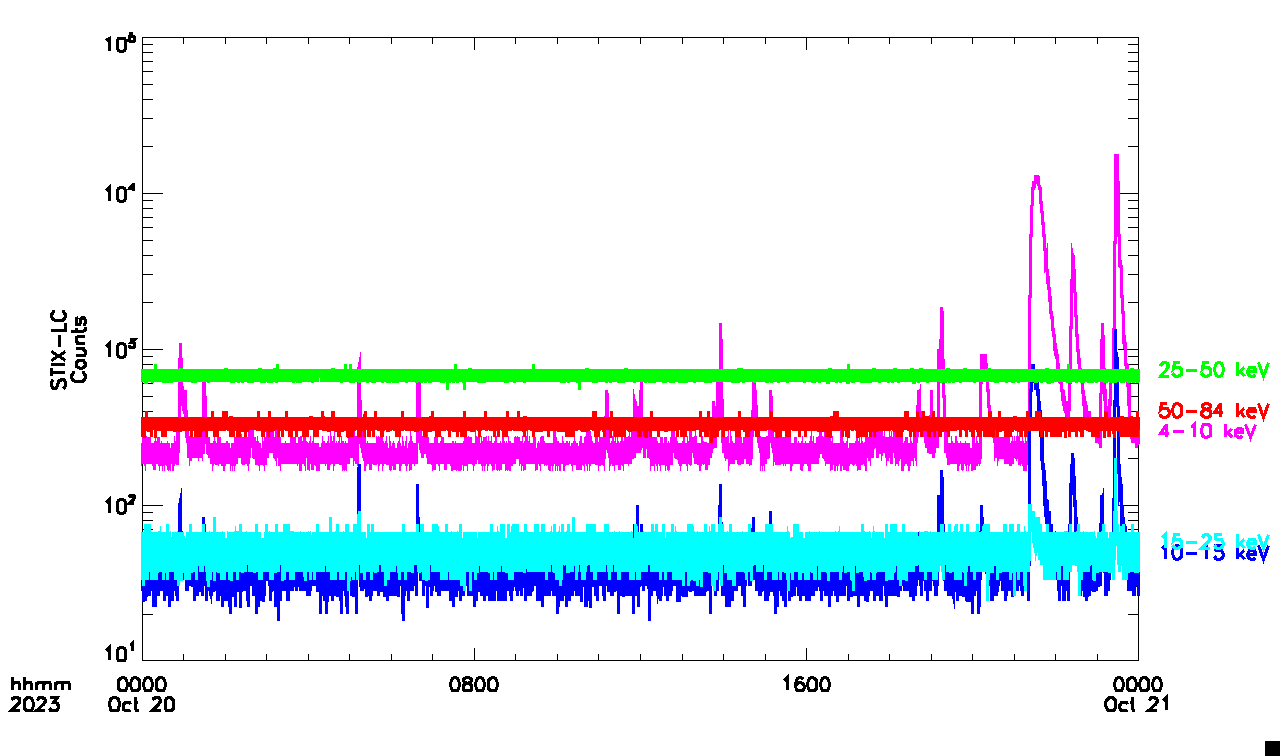 10⁶
10⁴
10³
10²
10¹
STIX-LC
Counts
25-50 keV
50-84 keV
4-10 keV
15-25 keV
10-15 keV
hhmm 0000 0800 1600 0000
2023 Oct 20 Oct 21